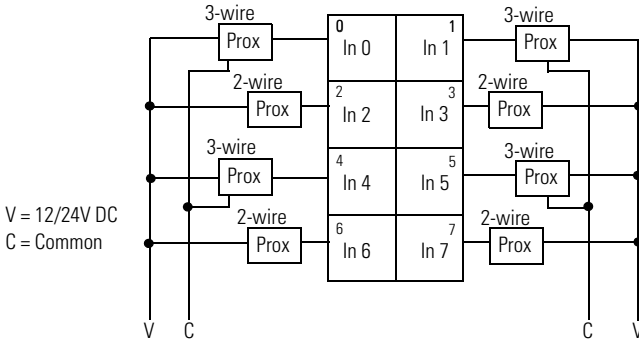 3-wire 3-wire
Prox 0 1 Prox
In 0 In 1
2-wire 2-wire
Prox 2 3 Prox
In 2 In 3
3-wire 3-wire
Prox 4 5 Prox
In 4 In 5
V = 12/24V DC
C = Common
2-wire 2-wire
Prox 6 7 Prox
In 6 In 7
V C C V